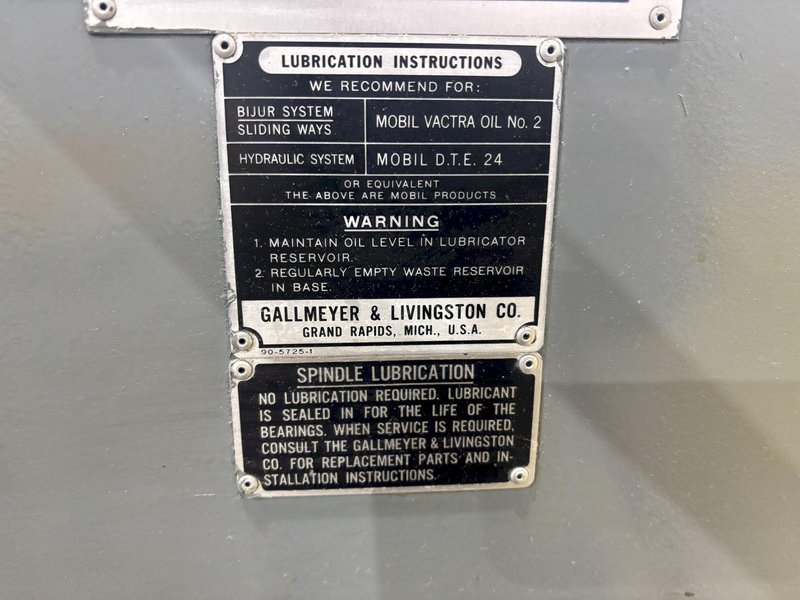 LUBRICATION INSTRUCTIONS
WE RECOMMEND FOR:
BIJUR SYSTEM
SLIDING WAYS
MOBIL VACTRA OIL No. 2
HYDRAULIC SYSTEM
MOBIL D.T.E. 24
OR EQUIVALENT
THE ABOVE ARE MOBIL PRODUCTS
WARNING
1. MAINTAIN OIL LEVEL IN LUBRICATOR
RESERVOIR.
2. REGULARLY EMPTY WASTE RESERVOIR
IN BASE.
GALLMEYER & LIVINGSTON CO.
GRAND RAPIDS, MICH., U.S.A.
90-5725-1
SPINDLE LUBRICATION
NO LUBRICATION REQUIRED. LUBRICANT
IS SEALED IN FOR THE LIFE OF THE
BEARINGS. WHEN SERVICE IS REQUIRED,
CONSULT THE GALLMEYER & LIVINGSTON
CO. FOR REPLACEMENT PARTS AND IN-
STALLATION INSTRUCTIONS.